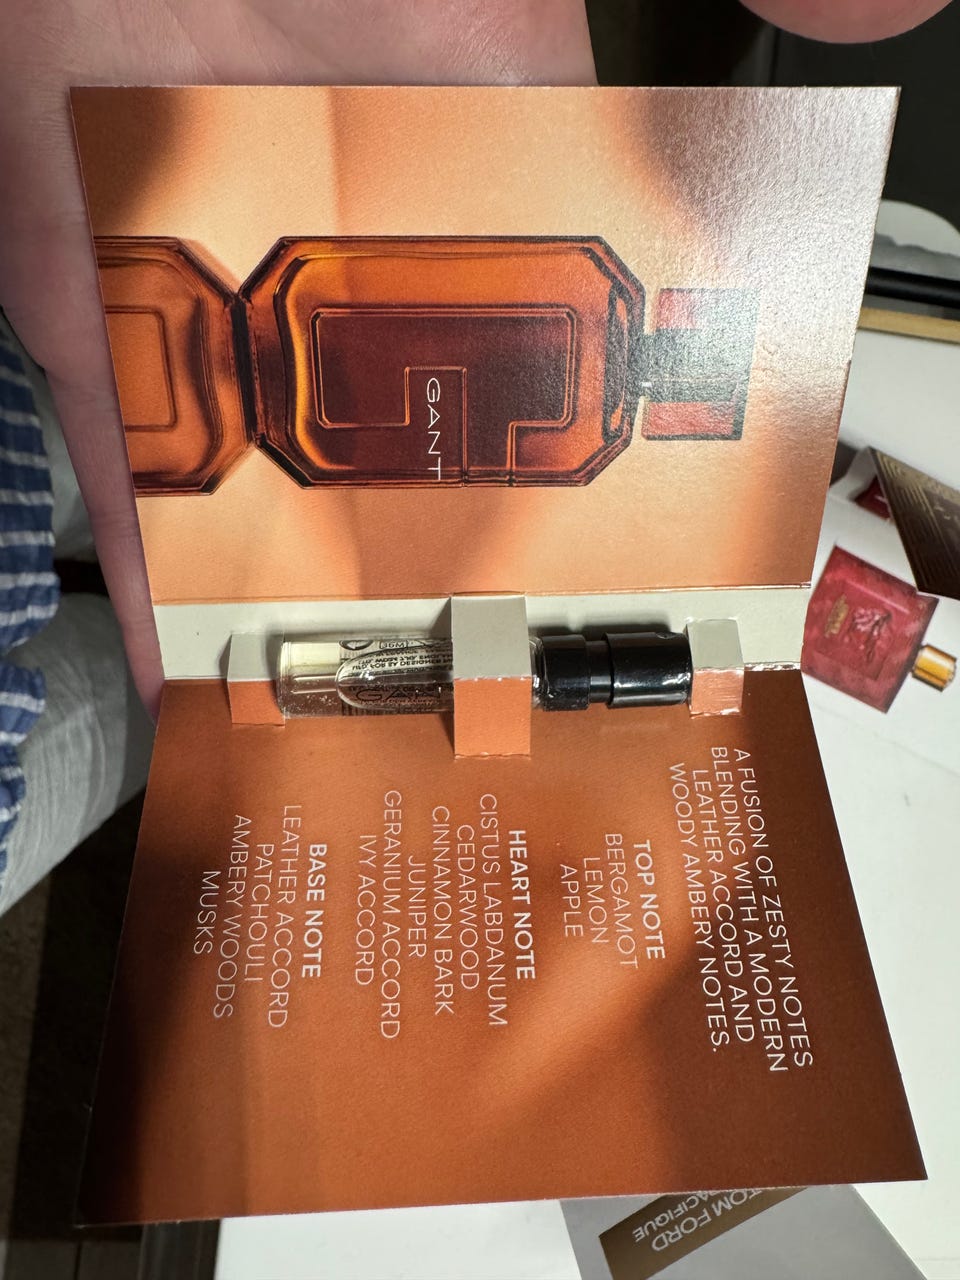 GANT
A FUSION OF ZESTY NOTES
BLENDING WITH A MODERN
LEATHER ACCORD AND
WOODY AMBERY NOTES.
TOP NOTE
BERGAMOT
LEMON
APPLE
HEART NOTE
CISTUS LABDANUM
CEDARWOOD
CINNAMON BARK
JUNIPER
GERANIUM ACCORD
IVY ACCORD
BASE NOTE
LEATHER ACCORD
PATCHOULI
AMBERY WOODS
MUSKS
36M
TOM FORD
PACIFIQUE